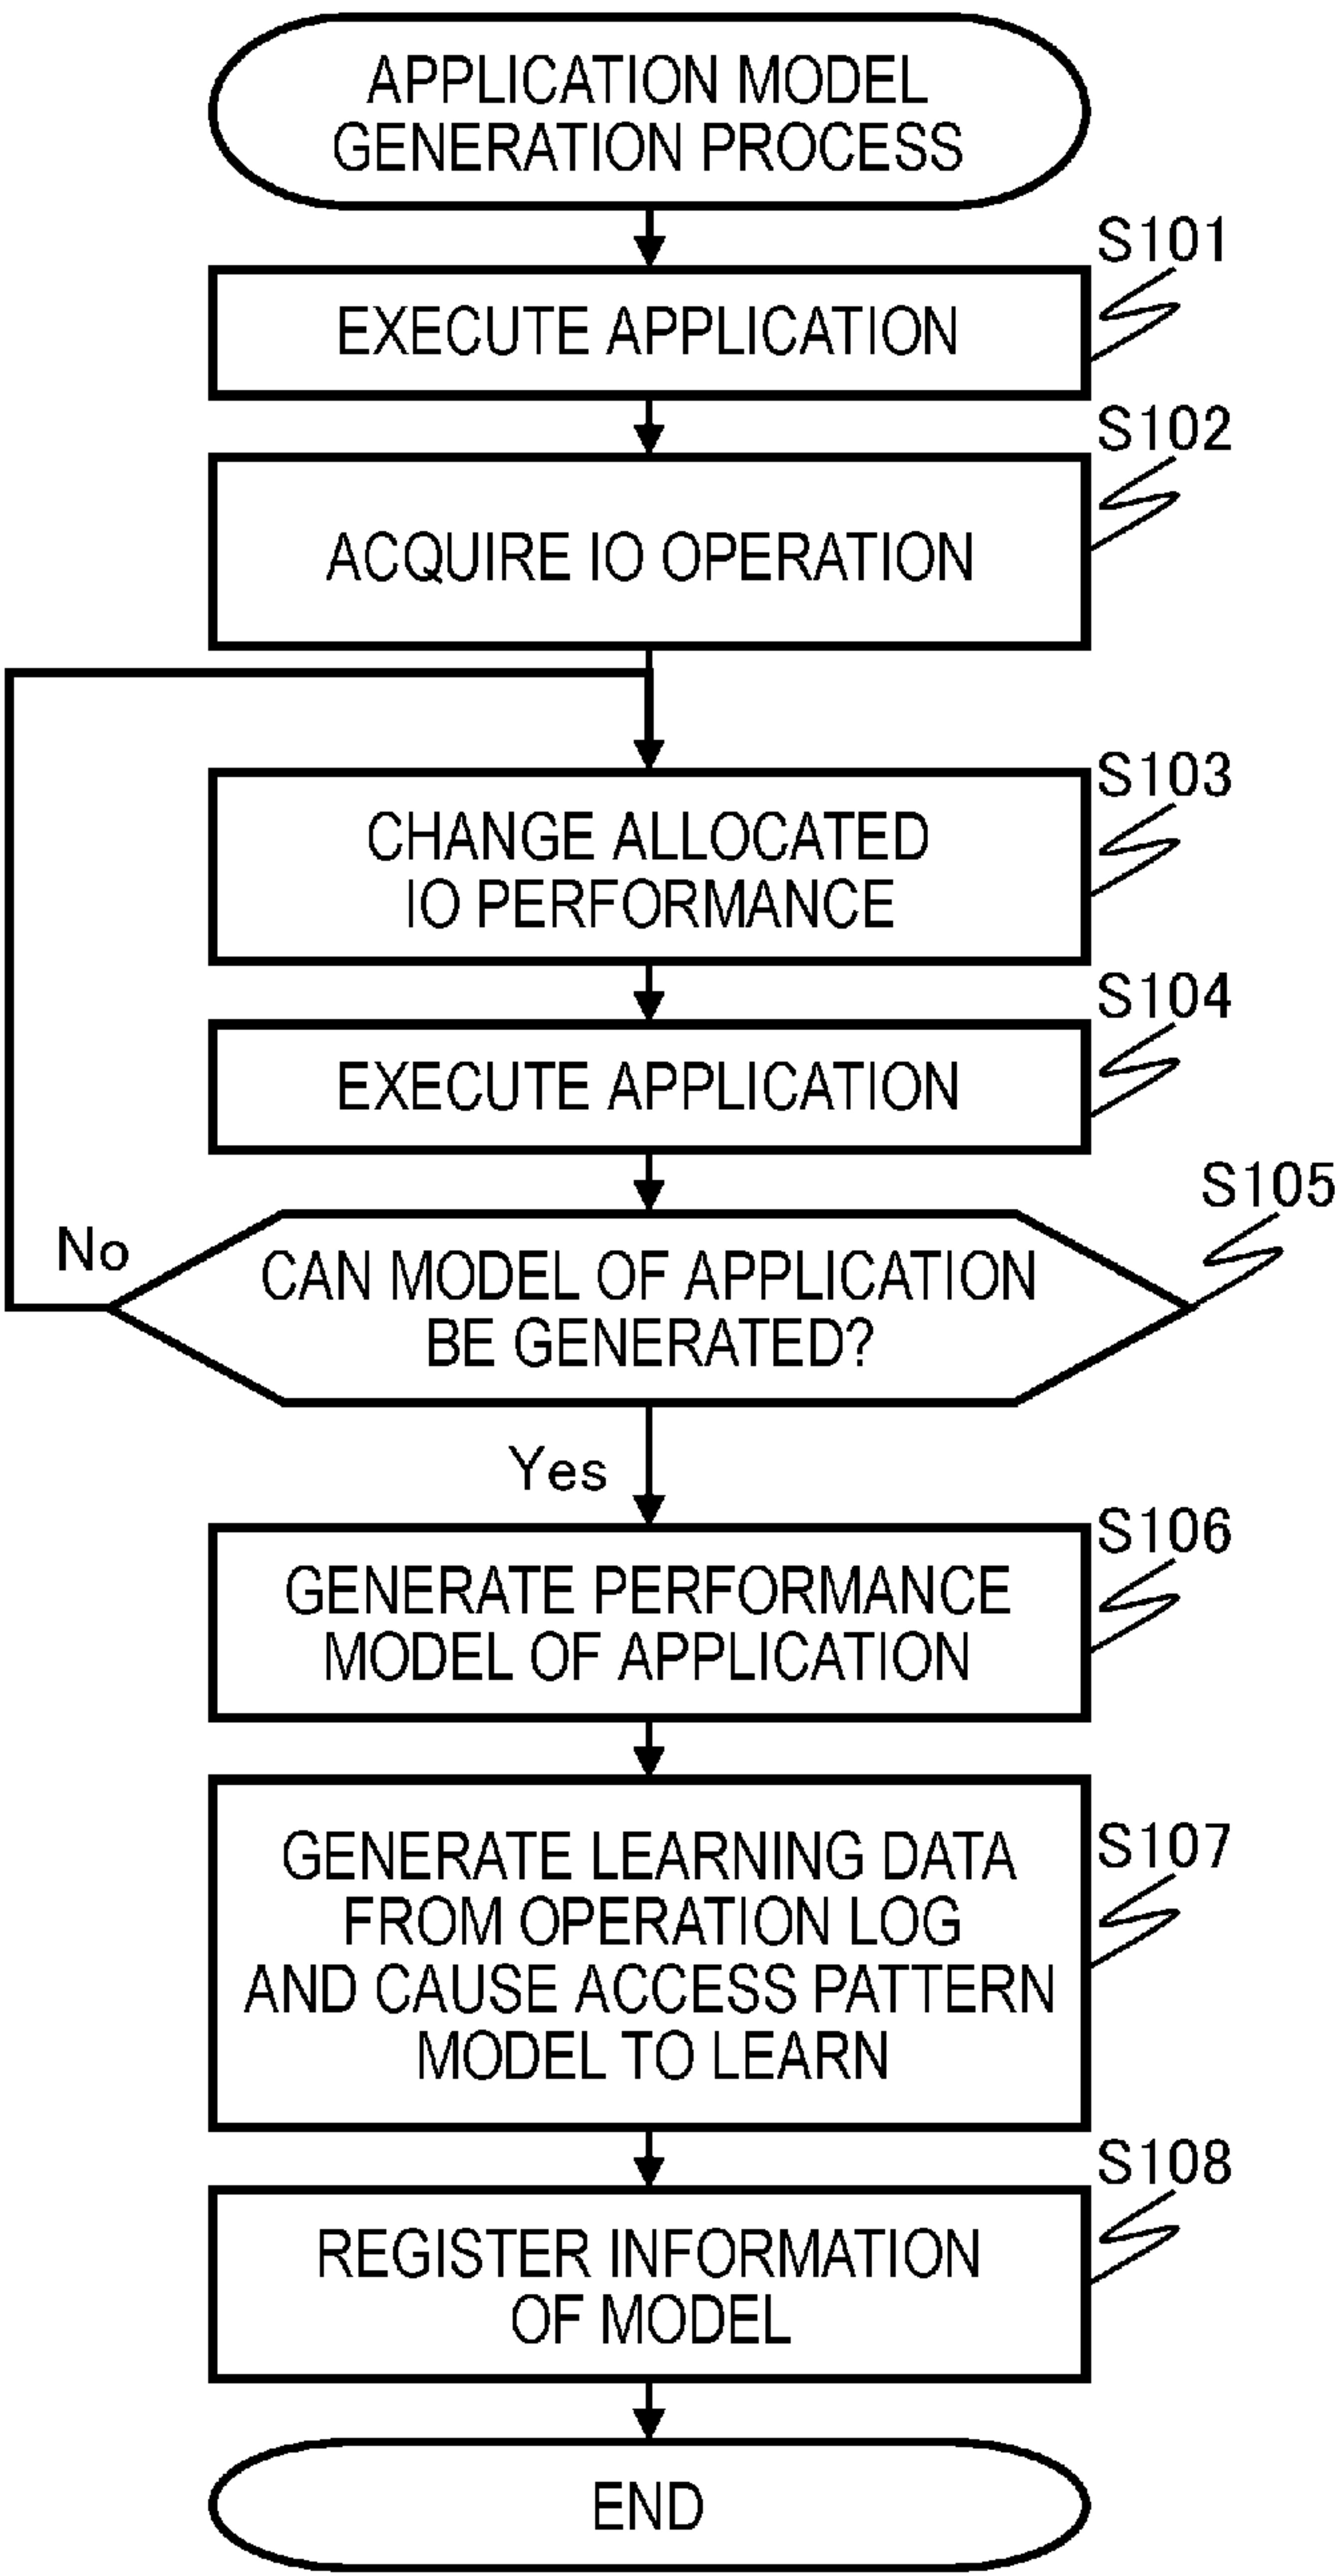 APPLICATION MODEL
GENERATION PROCESS
S101
EXECUTE APPLICATION
S102
ACQUIRE IO OPERATION
S103
CHANGE ALLOCATED
IO PERFORMANCE
S104
EXECUTE APPLICATION
S105
No
CAN MODEL OF APPLICATION
BE GENERATED?
Yes
S106
GENERATE PERFORMANCE
MODEL OF APPLICATION
S107
GENERATE LEARNING DATA
FROM OPERATION LOG
AND CAUSE ACCESS PATTERN
MODEL TO LEARN
S108
REGISTER INFORMATION
OF MODEL
END